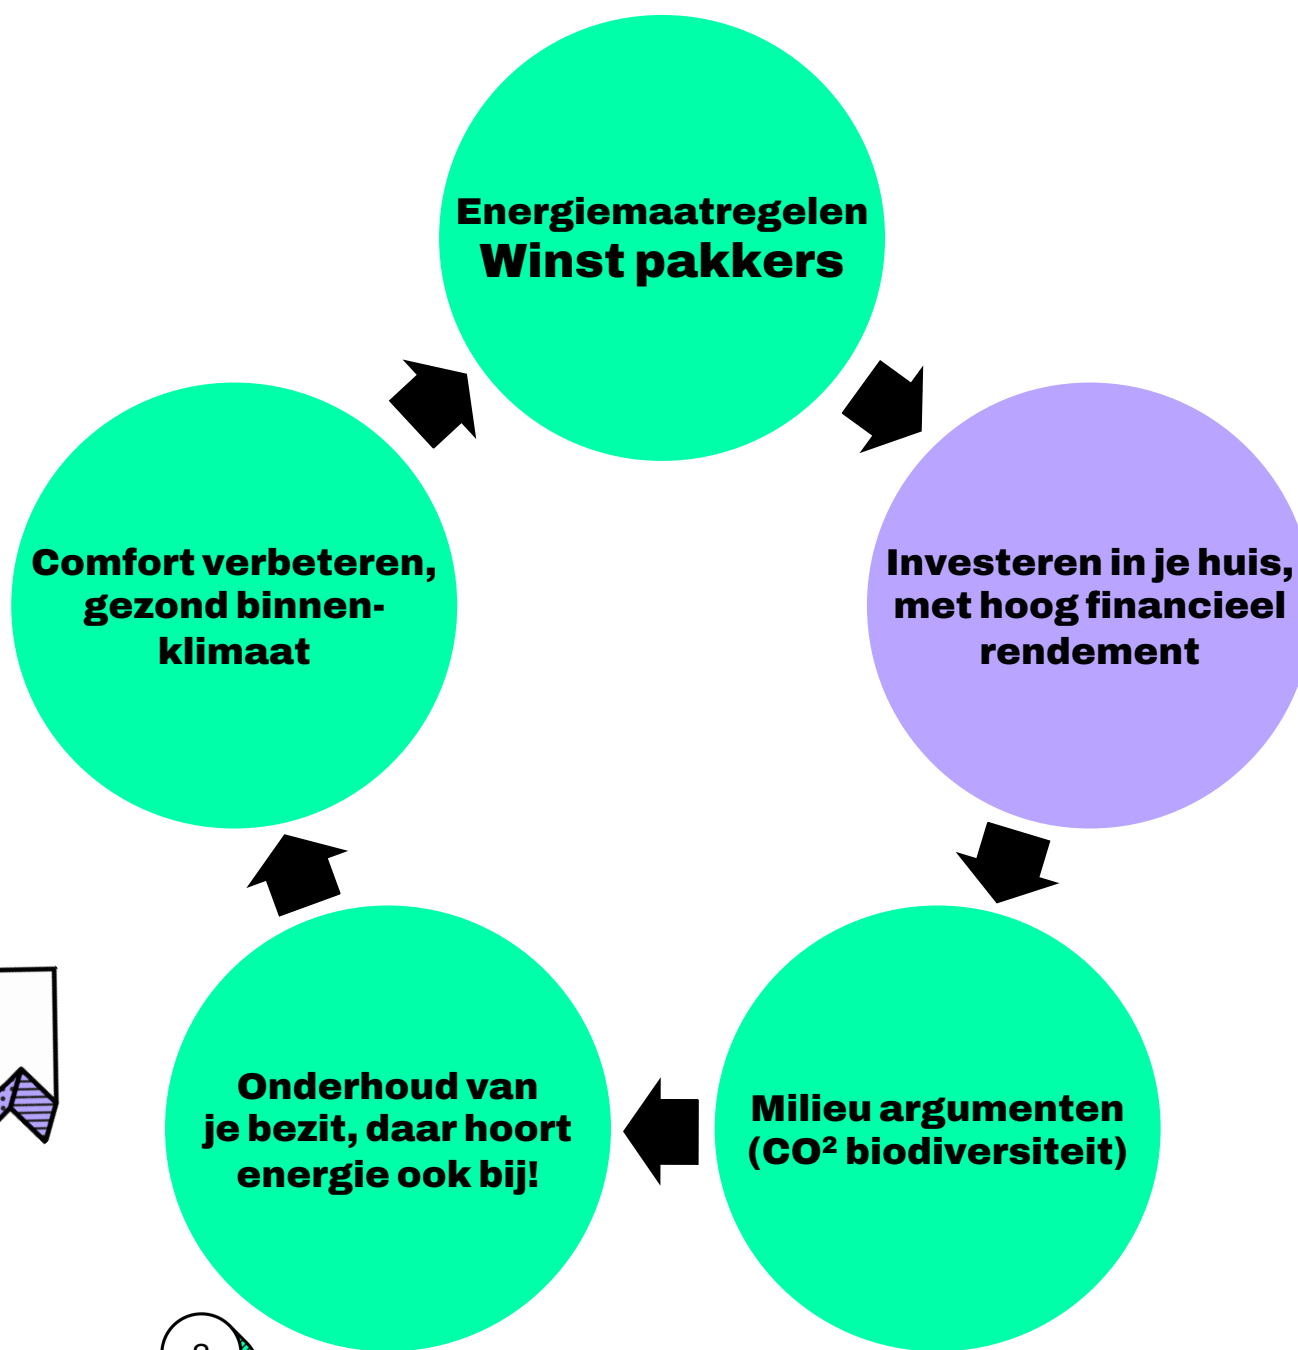 Energiemaatregelen
Winst pakkers
Investeren in je huis,
met hoog financieel
rendement
Milieu argumenten
(CO² biodiversiteit)
Onderhoud van
je bezit, daar hoort
energie ook bij!
Comfort verbeteren,
gezond binnen-
klimaat